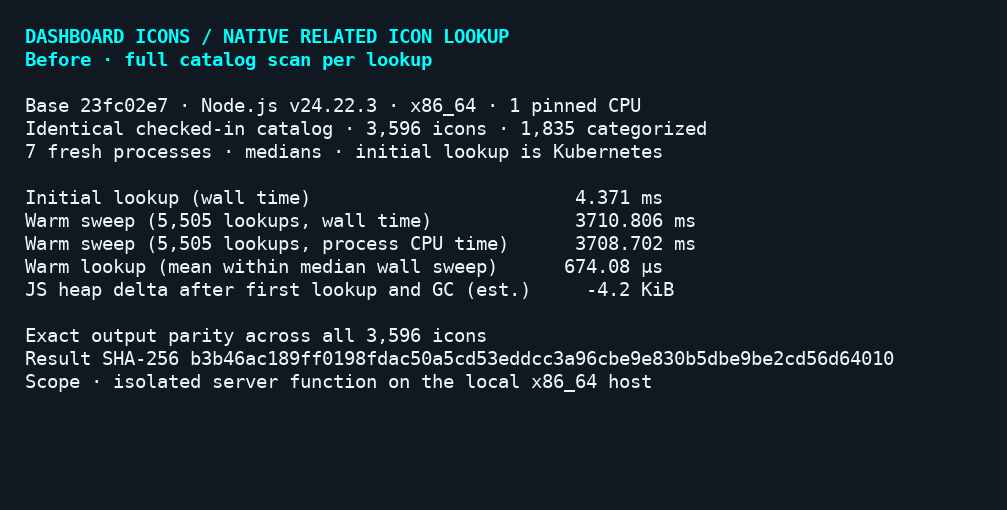 DASHBOARD ICONS / NATIVE RELATED ICON LOOKUP
Before · full catalog scan per lookup
Base 23fc02e7 · Node.js v24.22.3 · x86_64 · 1 pinned CPU
Identical checked-in catalog · 3,596 icons · 1,835 categorized
7 fresh processes · medians · initial lookup is Kubernetes
Initial lookup (wall time) 4.371 ms
Warm sweep (5,505 lookups, wall time) 3710.806 ms
Warm sweep (5,505 lookups, process CPU time) 3708.702 ms
Warm lookup (mean within median wall sweep) 674.08 µs
JS heap delta after first lookup and GC (est.) -4.2 KiB
Exact output parity across all 3,596 icons
Result SHA-256 b3b46ac189ff0198fdac50a5cd53eddcc3a96cbe9e830b5dbe9be2cd56d64010
Scope · isolated server function on the local x86_64 host